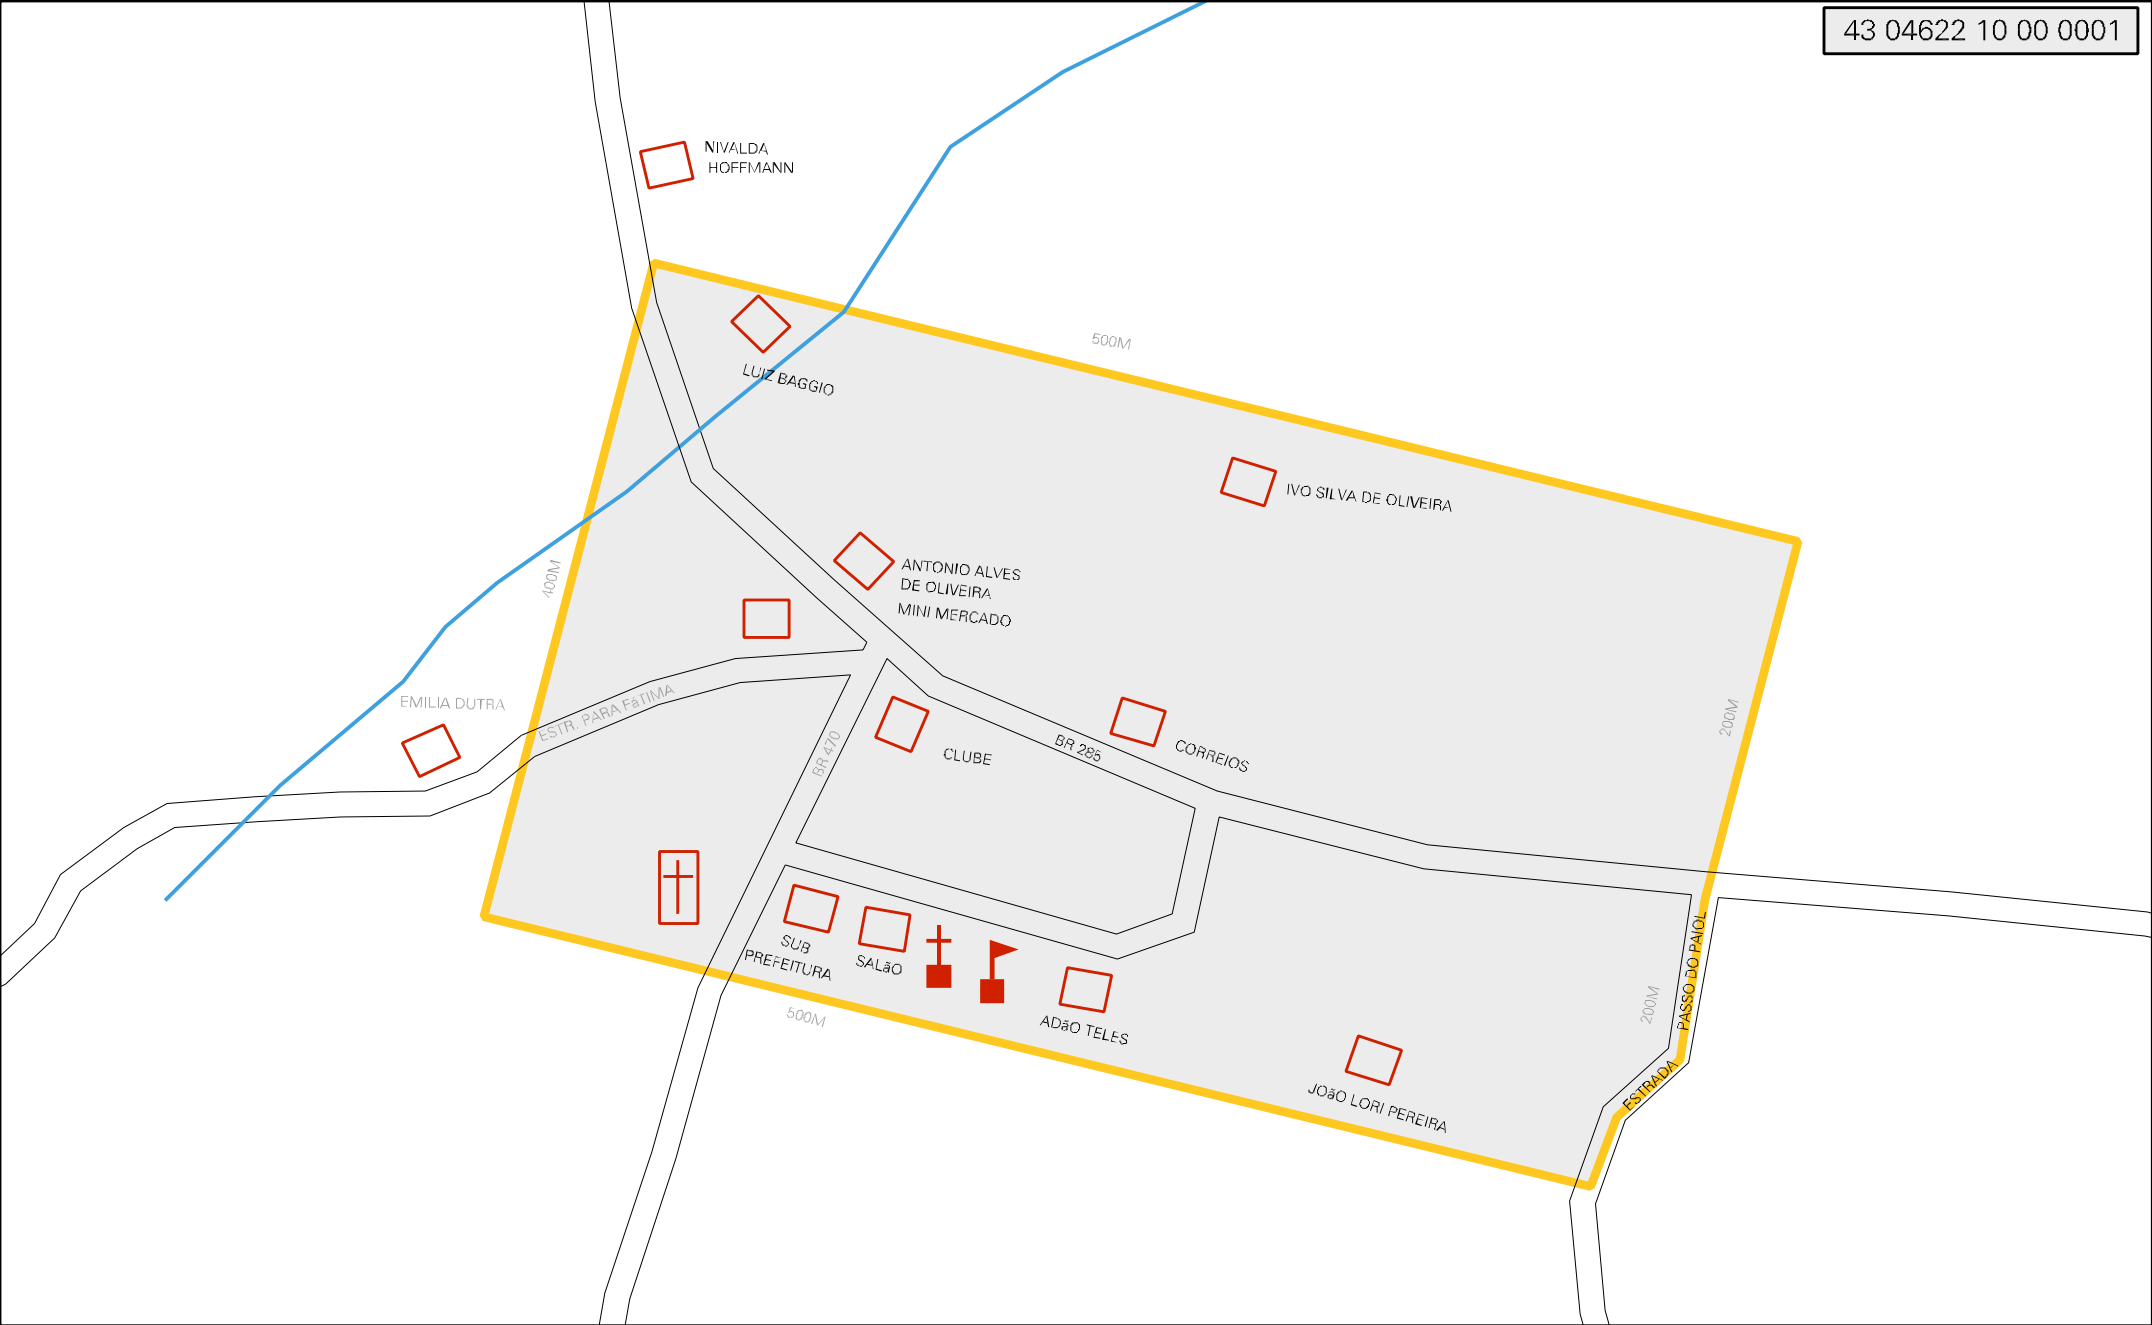 43 04622 10 00 0001
NIVALDA
HOFFMANN
500M
LUIZ BAGGIO
IVO SILVA DE OLIVEIRA
400M
ANTONIO ALVES
DE OLIVEIRA
MINI MERCADO
EMILIA DUTRA
ESTR. PARA FáTIMA
BR 470
CLUBE
BR 285
CORREIOS
200M
SUB
PREFEITURA
SALãO
500M
ADãO TELES
JOãO LORI PEREIRA
200M
ESTRADA
PASSO DO PAIOL